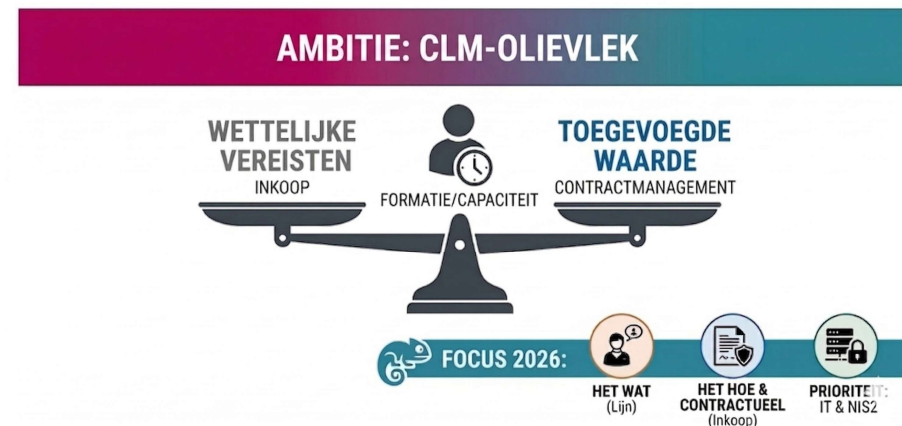 AMBITIE: CLM-OLIEVLEK
WETTELIJKE
VEREISTEN
INKOOP
FORMATIE/CAPACITEIT
TOEGEVOEGDE
WAARDE
CONTRACTMANAGEMENT
FOCUS 2026:
HET WAT
(Lijn)
HET HOE &
CONTRACTUEEL
(Inkoop)
PRIORITEIT:
IT & NIS2